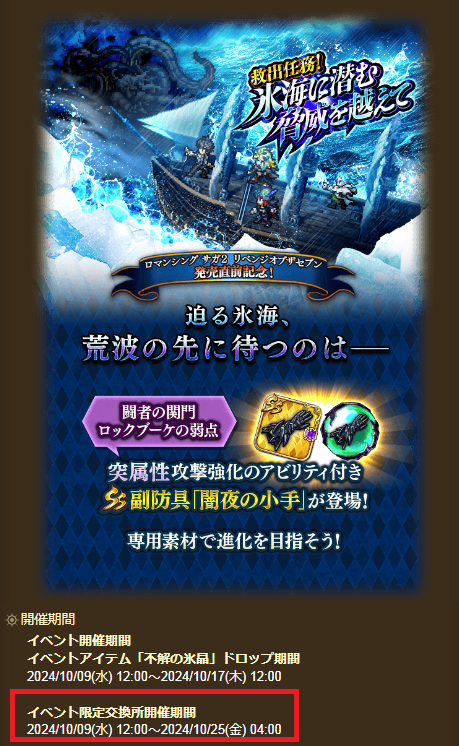 救出任務!
氷海に潜む
脅威を越えて
ロマンシング サガ2 リベンジオブザセブン
発売直前記念!
迫る氷海、
荒波の先に待つのは──
闘者の関門
ロックブーケの弱点
SS
突属性攻撃強化のアビリティ付き
SS副防具「闇夜の小手」が登場!
専用素材で進化を目指そう!
開催期間
イベント開催期間
イベントアイテム「不解の氷晶」ドロップ期間
2024/10/09(水) 12:00～2024/10/17(木) 12:00
イベント限定交換所開催期間
2024/10/09(水) 12:00～2024/10/25(金) 04:00